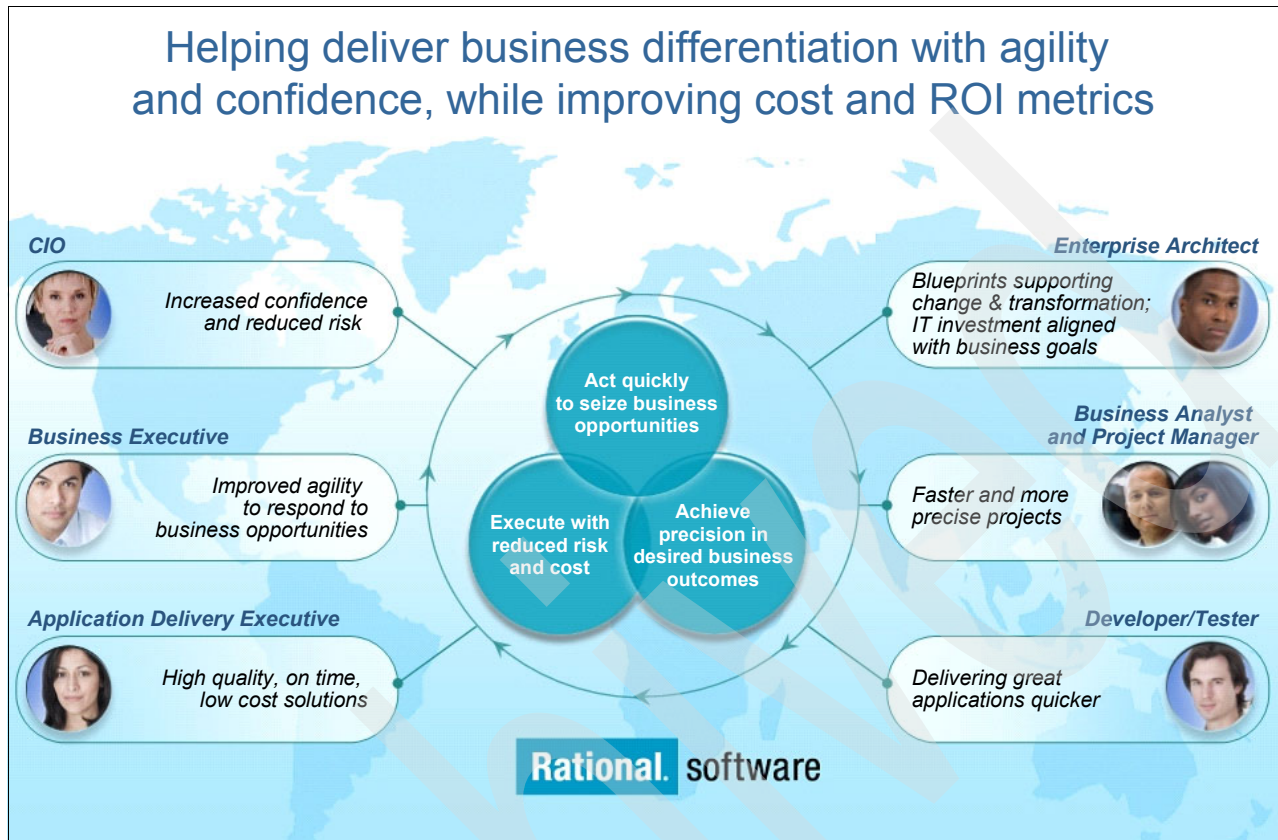 Helping deliver business differentiation with agility
and confidence, while improving cost and ROI metrics
CIO
Increased confidence
and reduced risk
Business Executive
Improved agility
to respond to
business opportunities
Application Delivery Executive
High quality, on time,
low cost solutions
Act quickly
to seize business
opportunities
Execute with
reduced risk
and cost
Achieve
precision in
desired business
outcomes
Enterprise Architect
Blueprints supporting
change & transformation;
IT investment aligned
with business goals
Business Analyst
and Project Manager
Faster and more
precise projects
Developer/Tester
Delivering great
applications quicker
Rational. software